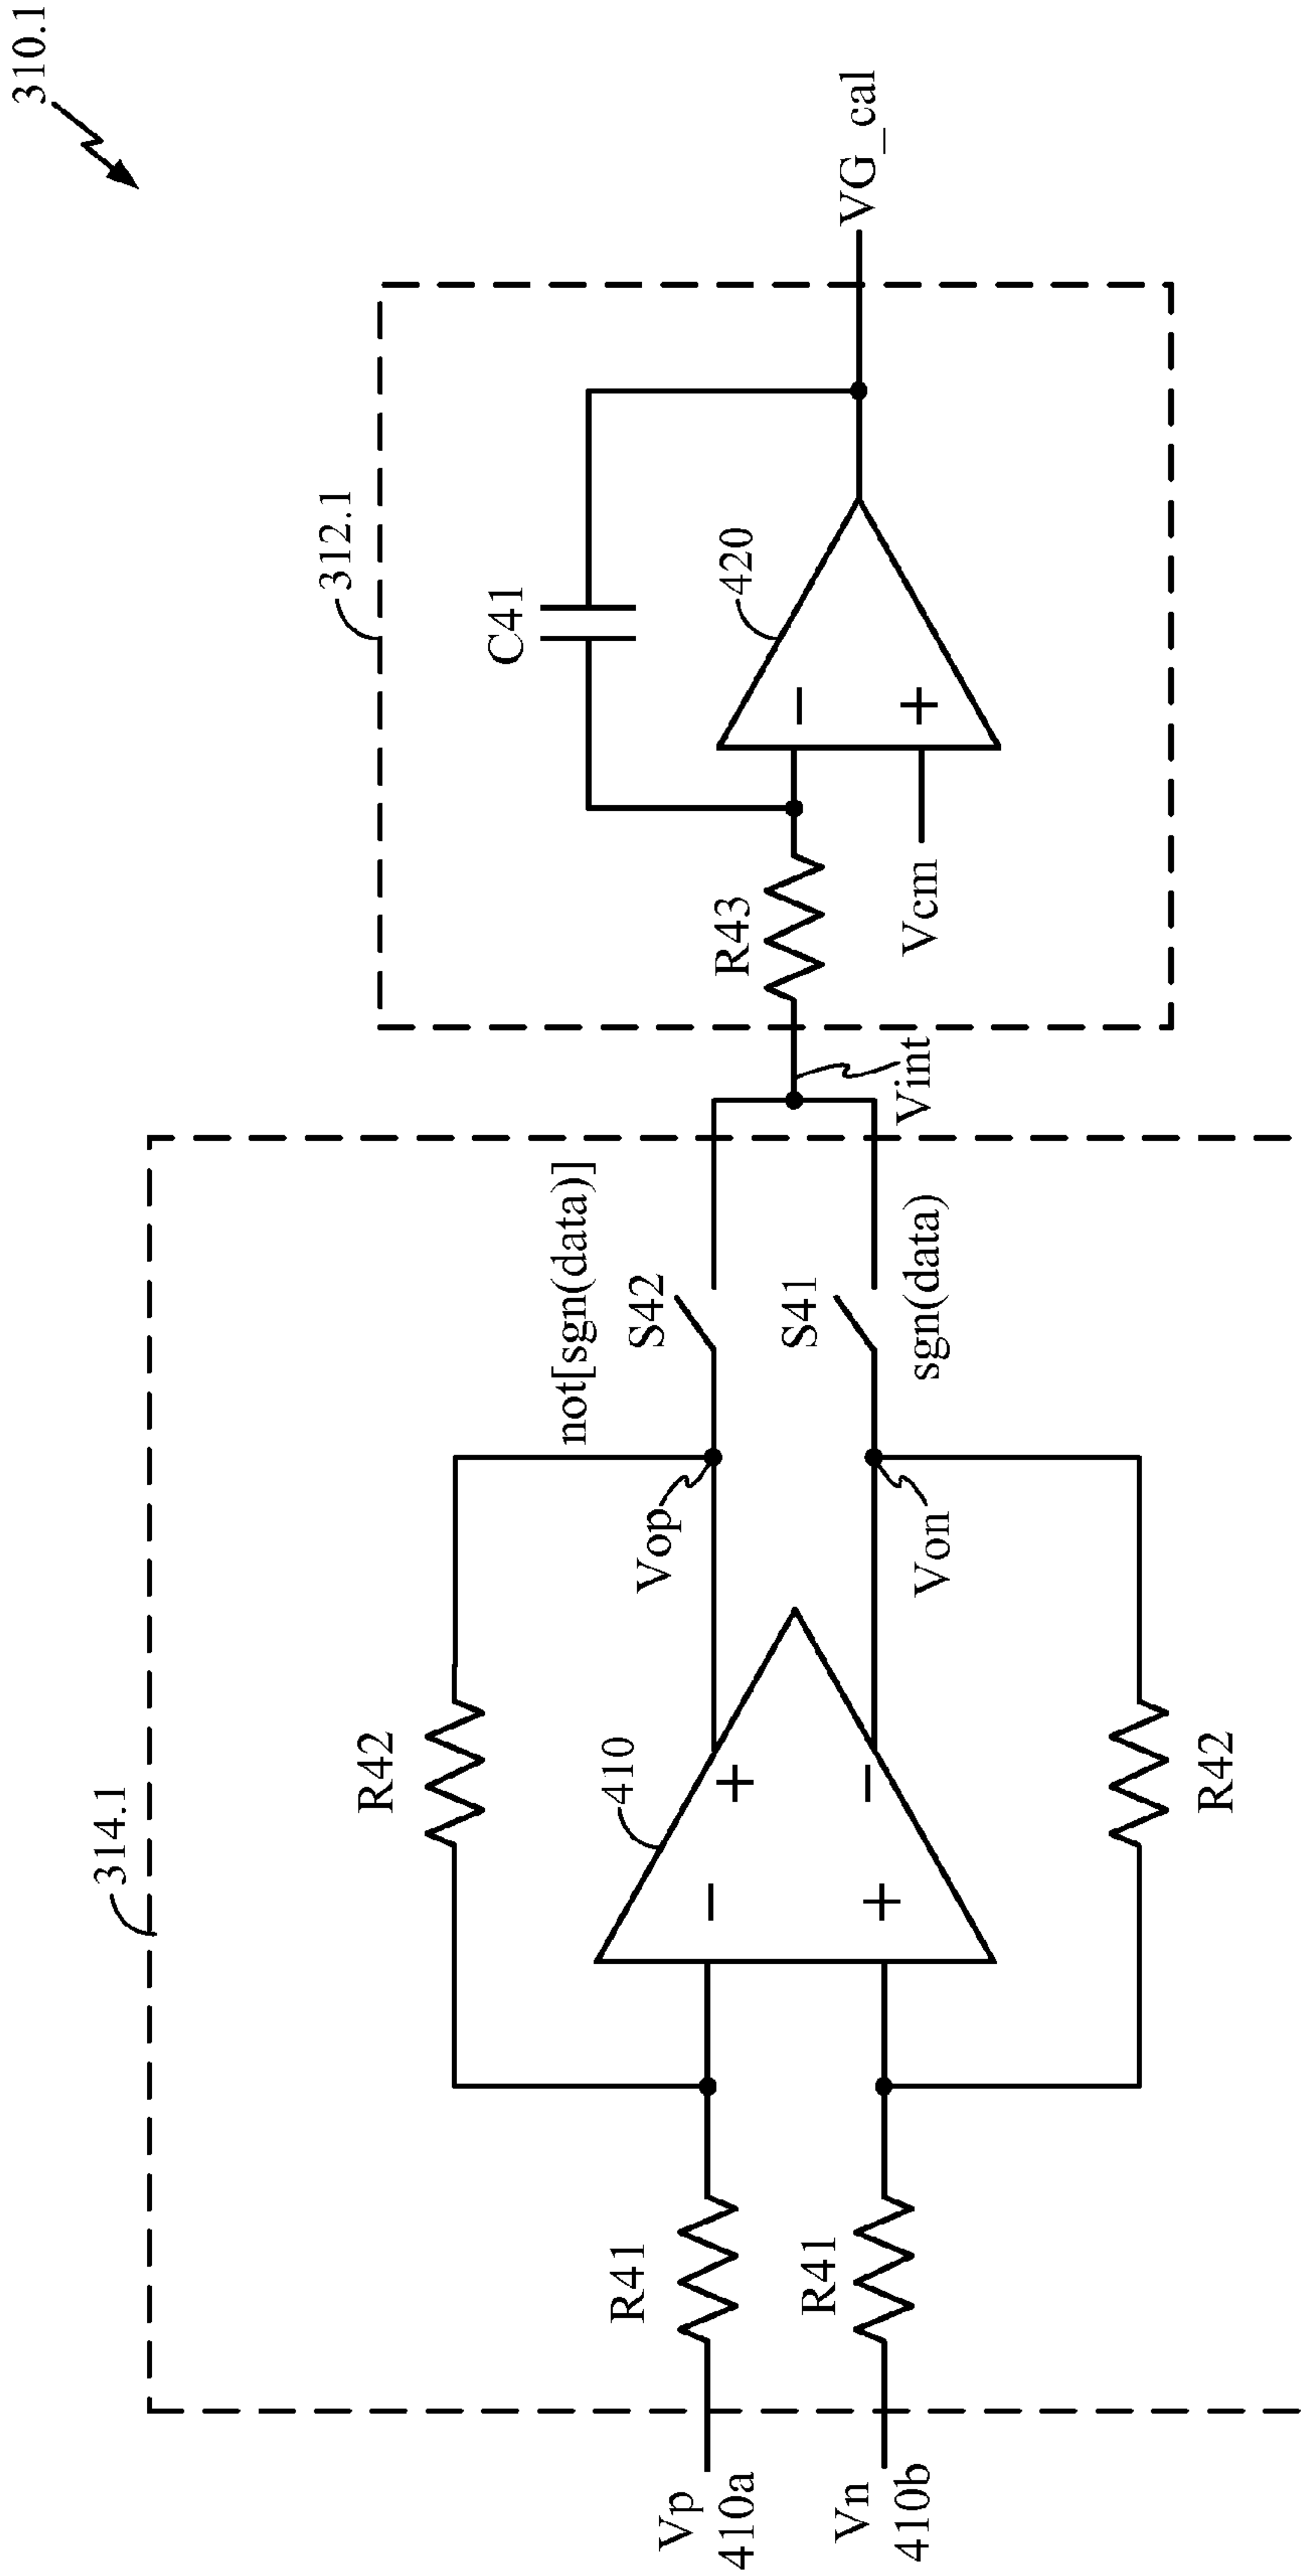 310.1
314.1
312.1
R42
C41
410
not[sgn(data)]
S42
420
Vop
R41
R43
Vp
410a
+
−
−
S41
Vcm
+
+
−
R41
Von
sgn(data)
Vint
VG_cal
Vn
410b
R42